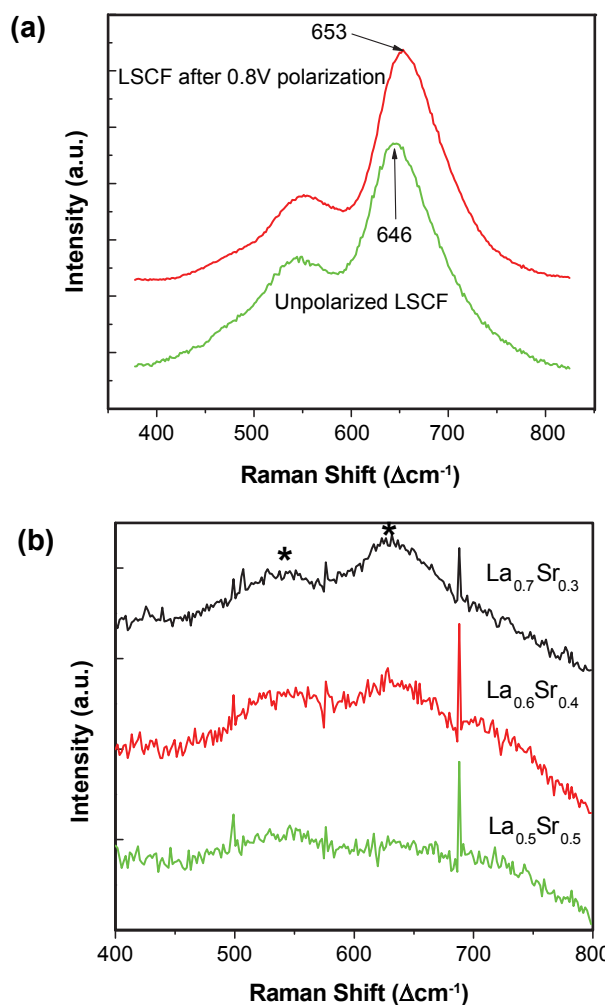 (a)
653
LSCF after 0.8V polarization
646
Unpolarized LSCF
Intensity (a.u.)
400 500 600 700 800
Raman Shift (Δcm⁻¹)
(b)
*
*
La₀.₇Sr₀.₃
La₀.₆Sr₀.₄
La₀.₅Sr₀.₅
Intensity (a.u.)
400 500 600 700 800
Raman Shift (Δcm⁻¹)